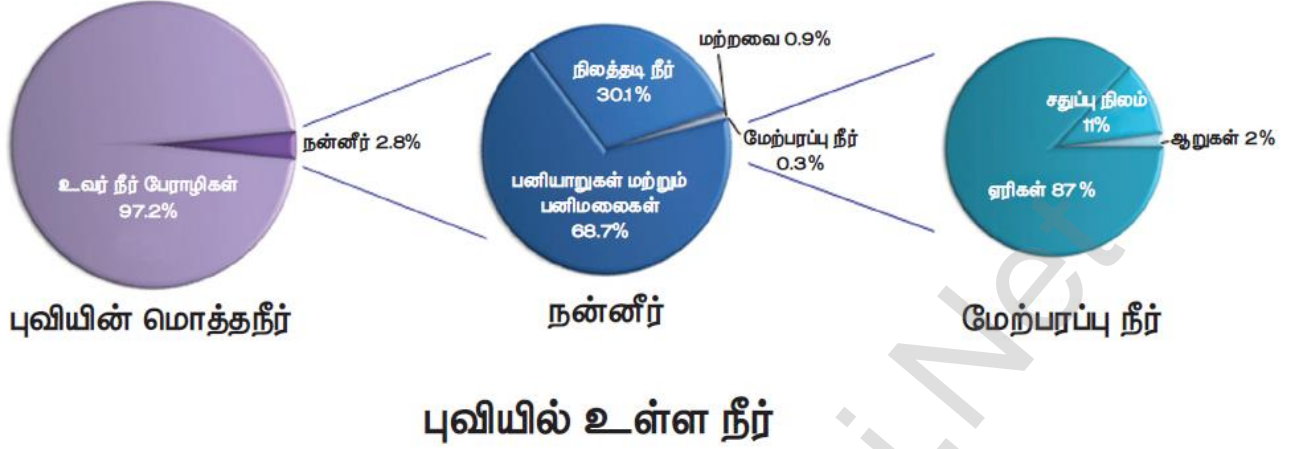 உவர் நீர் பேராழிகள்
97.2%
நன்னீர் 2.8%
புவியின் மொத்தநீர்
நிலத்தடி நீர்
30.1%
மற்றவை 0.9%
மேற்பரப்பு நீர்
0.3%
பனியாறுகள் மற்றும்
பனிமலைகள்
68.7%
நன்னீர்
சதுப்பு நிலம்
11%
ஆறுகள் 2%
ஏரிகள் 87%
மேற்பரப்பு நீர்
புவியில் உள்ள நீர்
i.Net